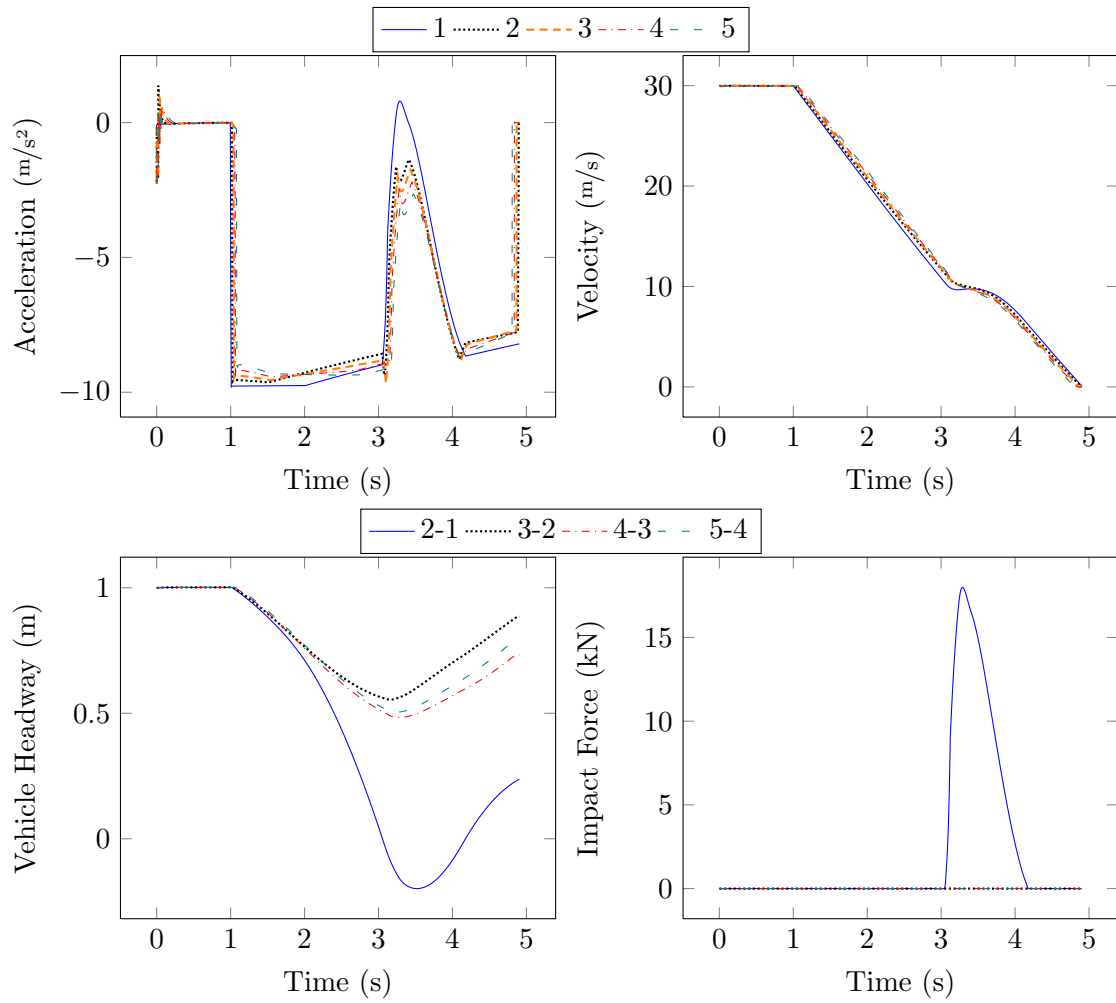 1 2 3 4 5
Acceleration (m/s²)
0
−5
−10
0 1 2 3 4 5
Time (s)
Velocity (m/s)
30
20
10
0
0 1 2 3 4 5
Time (s)
2-1 3-2 4-3 5-4
Vehicle Headway (m)
1
0.5
0
0 1 2 3 4 5
Time (s)
Impact Force (kN)
15
10
5
0
0 1 2 3 4 5
Time (s)